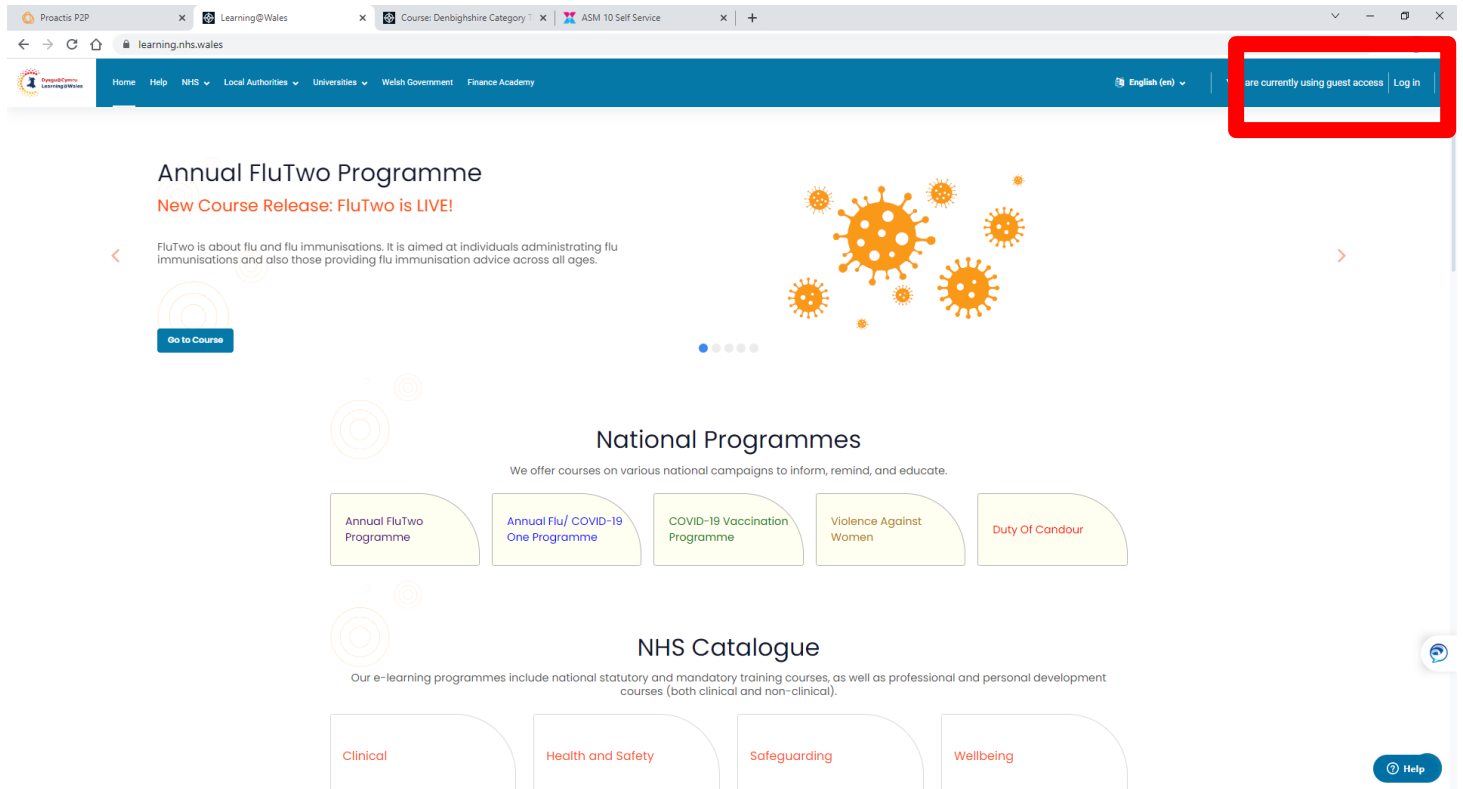 Proactis P2P
Learning@Wales
Course: Denbighshire Category T
ASM 10 Self Service
learning.nhs.wales
Dysgu@Cymru
Learning@Wales
Home Help NHS Local Authorities Universities Welsh Government Finance Academy English (en) are currently using guest access Log in
Annual FluTwo Programme
New Course Release: FluTwo is LIVE!
FluTwo is about flu and flu immunisations. It is aimed at individuals administrating flu
immunisations and also those providing flu immunisation advice across all ages.
Go to Course
National Programmes
We offer courses on various national campaigns to inform, remind, and educate.
Annual FluTwo
Programme
Annual Flu/ COVID-19
One Programme
COVID-19 Vaccination
Programme
Violence Against
Women
Duty Of Candour
NHS Catalogue
Our e-learning programmes include national statutory and mandatory training courses, as well as professional and personal development
courses (both clinical and non-clinical).
Clinical
Health and Safety
Safeguarding
Wellbeing
Help